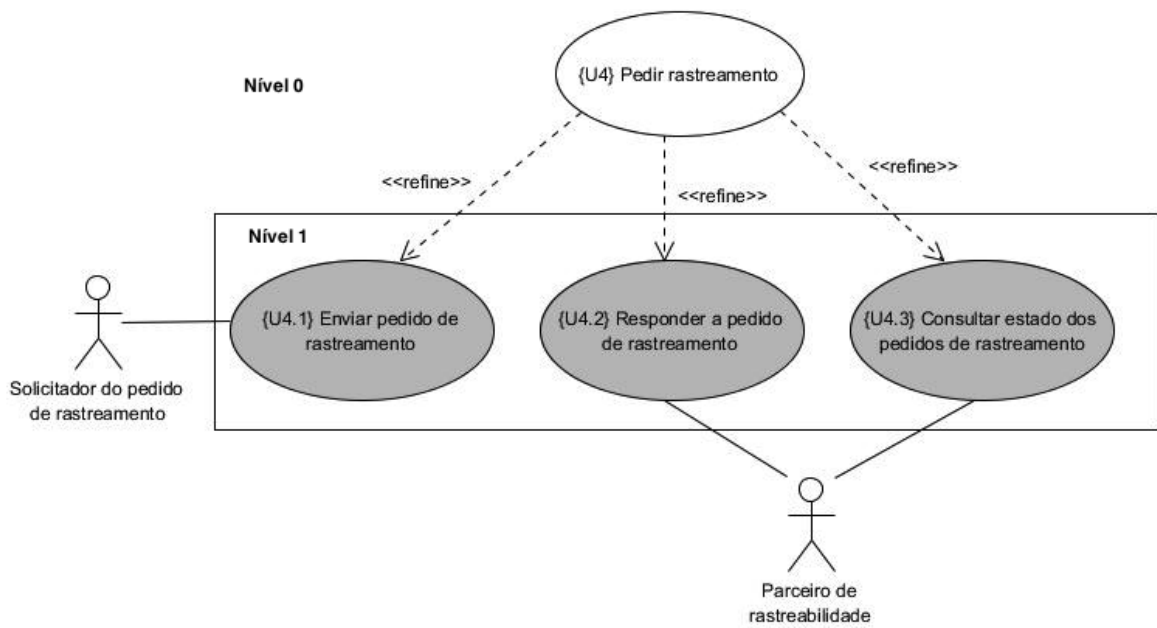 {U4} Pedir rastreamento
Nível 0
<<refine>>
<<refine>>
<<refine>>
Nível 1
{U4.1} Enviar pedido de
rastreamento
{U4.2} Responder a pedido
de rastreamento
{U4.3} Consultar estado dos
pedidos de rastreamento
Solicitador do pedido
de rastreamento
Parceiro de
rastreabilidade